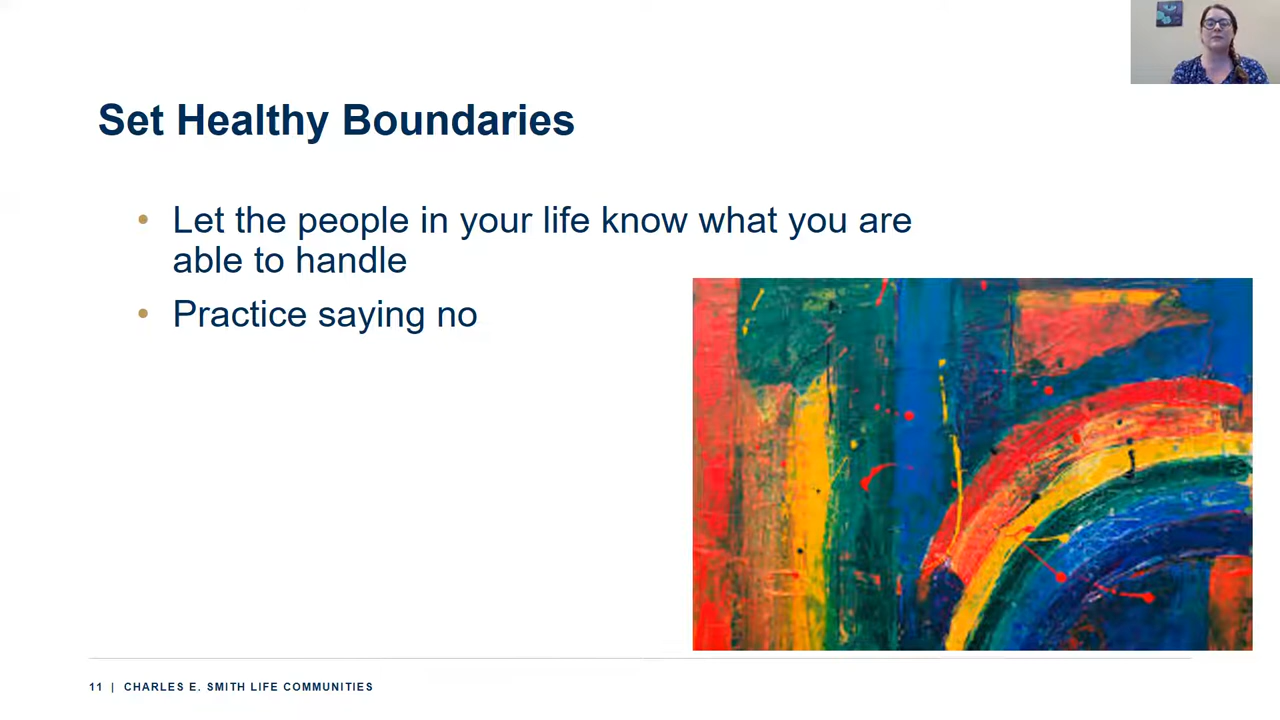 Set Healthy Boundaries
• Let the people in your life know what you are
able to handle
• Practice saying no
11 | CHARLES E. SMITH LIFE COMMUNITIES